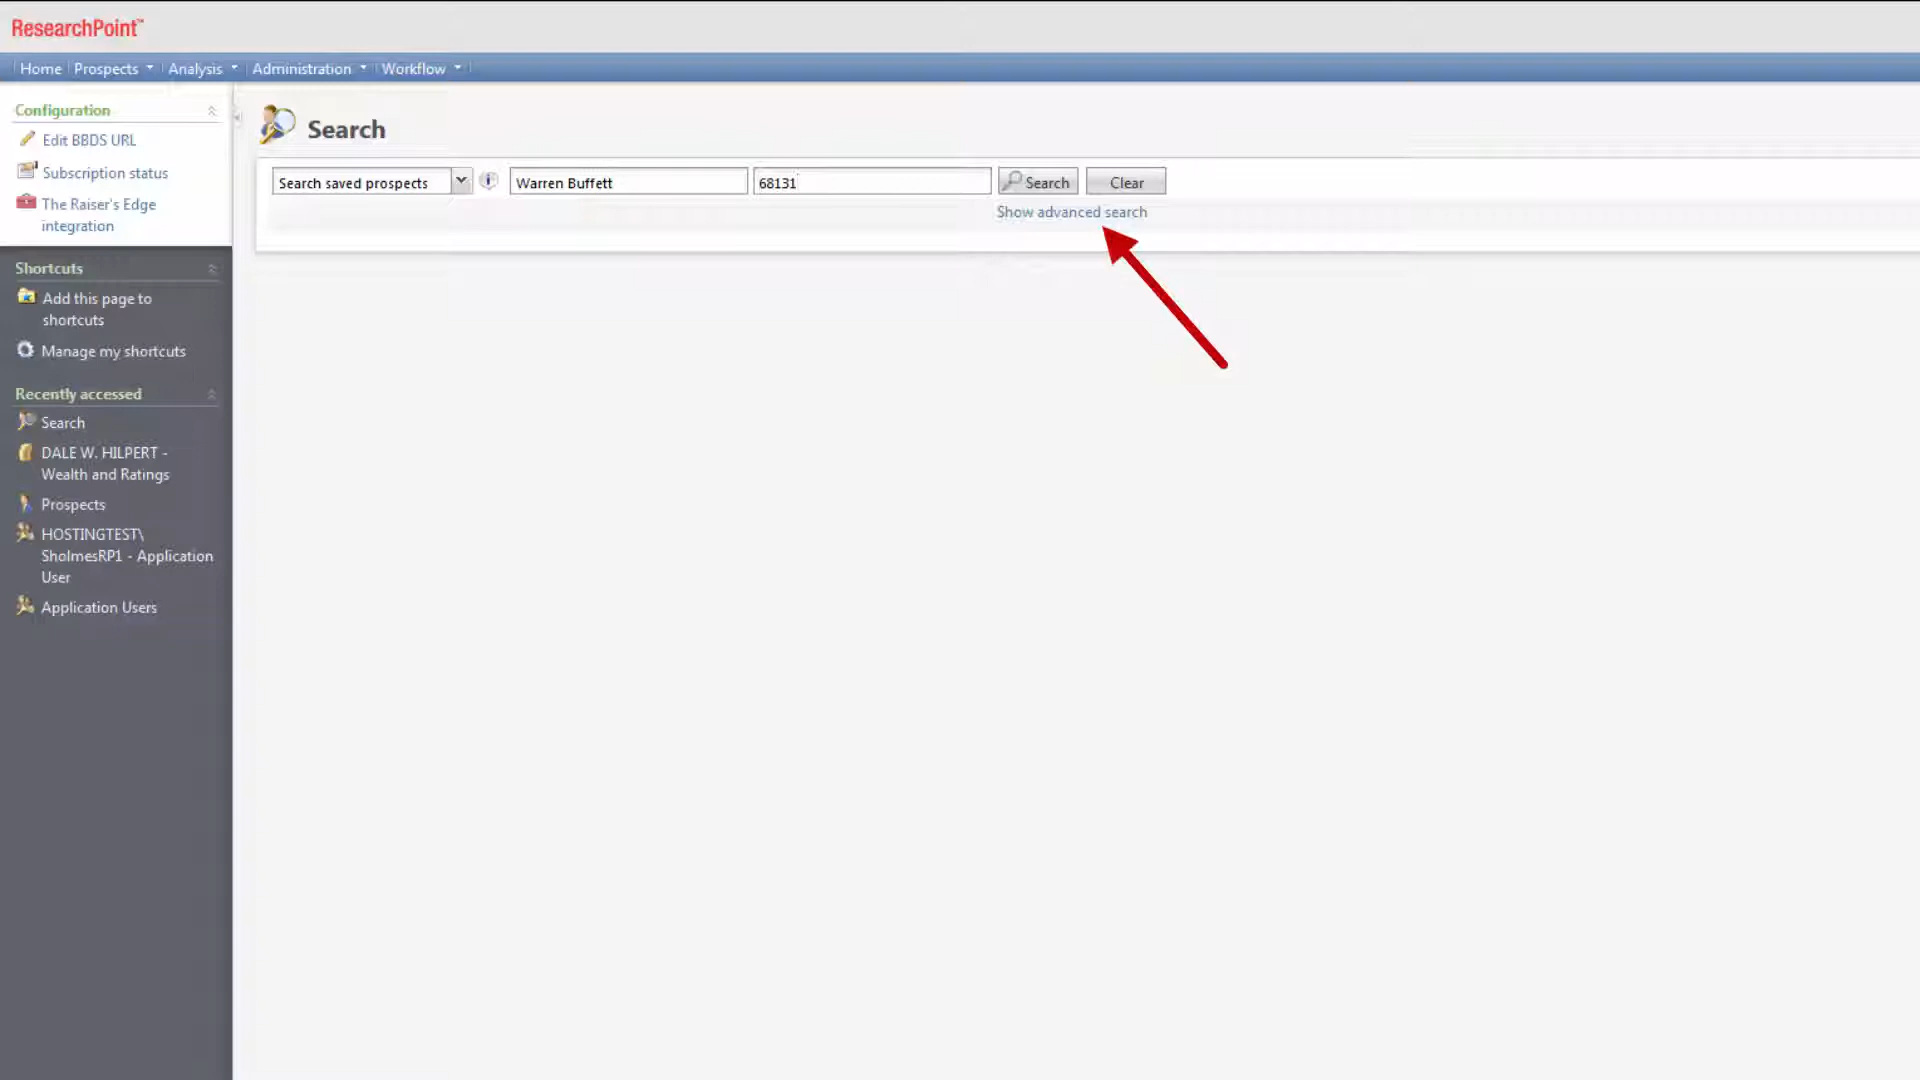 ResearchPoint™
Home Prospects Analysis Administration Workflow
Configuration
Edit BBDS URL
Subscription status
The Raiser's Edge
integration
Shortcuts
Add this page to
shortcuts
Manage my shortcuts
Recently accessed
Search
DALE W. HILPERT -
Wealth and Ratings
Prospects
HOSTINGTEST\
SholmesRP1 - Application
User
Application Users
Search
Search saved prospects Warren Buffett 68131 Search Clear
Show advanced search